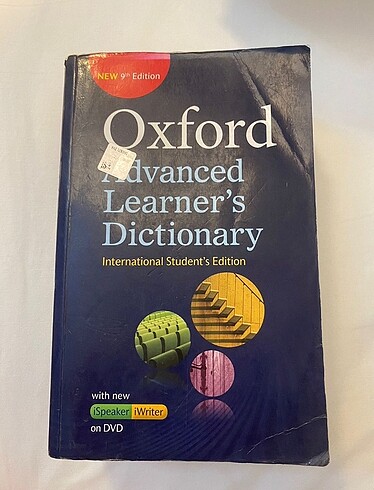 NEW 9th Edition
Oxford
Advanced
Learner's
Dictionary
International Student's Edition
with new
iSpeaker iWriter
on DVD